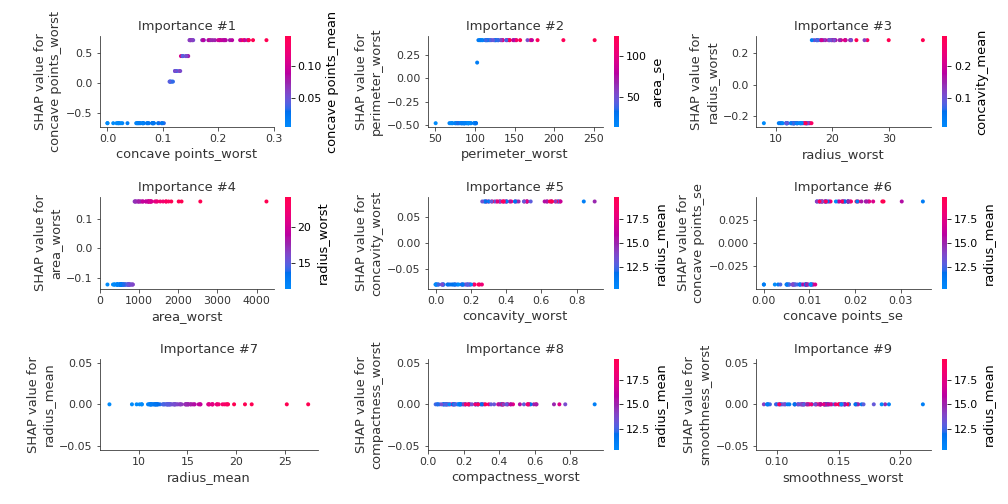 Importance #1
SHAP value for
concave points_worst
0.5
0.0
−0.5
0.0
0.1
0.2
0.3
concave points_worst
0.10
0.05
concave points_mean
Importance #2
SHAP value for
perimeter_worst
0.25
0.00
−0.25
−0.50
50
100
150
200
250
perimeter_worst
100
50
area_se
Importance #3
SHAP value for
radius_worst
0.2
0.0
−0.2
10
20
30
radius_worst
0.2
0.1
concavity_mean
Importance #4
SHAP value for
area_worst
0.1
0.0
−0.1
0
1000
2000
3000
4000
area_worst
20
15
radius_worst
Importance #5
SHAP value for
concavity_worst
0.05
0.00
−0.05
0.0
0.2
0.4
0.6
0.8
concavity_worst
17.5
15.0
12.5
radius_mean
Importance #6
SHAP value for
concave points_se
0.025
0.000
−0.025
0.00
0.01
0.02
0.03
concave points_se
17.5
15.0
12.5
radius_mean
Importance #7
SHAP value for
radius_mean
0.05
0.00
−0.05
10
15
20
25
radius_mean
Importance #8
SHAP value for
compactness_worst
0.05
0.00
−0.05
0.0
0.2
0.4
0.6
0.8
compactness_worst
17.5
15.0
12.5
radius_mean
Importance #9
SHAP value for
smoothness_worst
0.05
0.00
−0.05
0.10
0.15
0.20
smoothness_worst
17.5
15.0
12.5
radius_mean